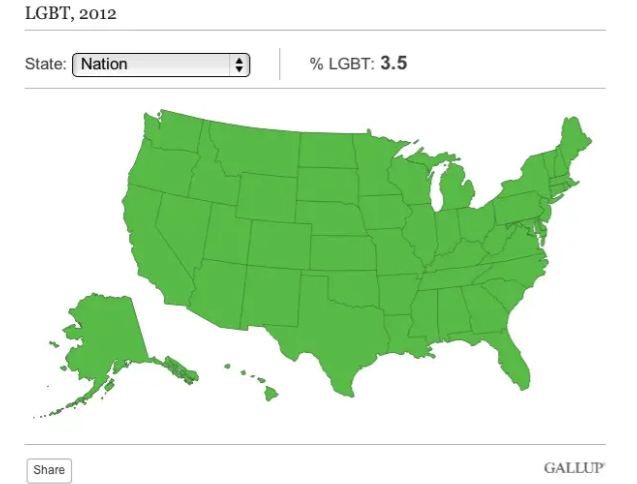 LGBT, 2012
State: Nation % LGBT: 3.5
Share
GALLUP®